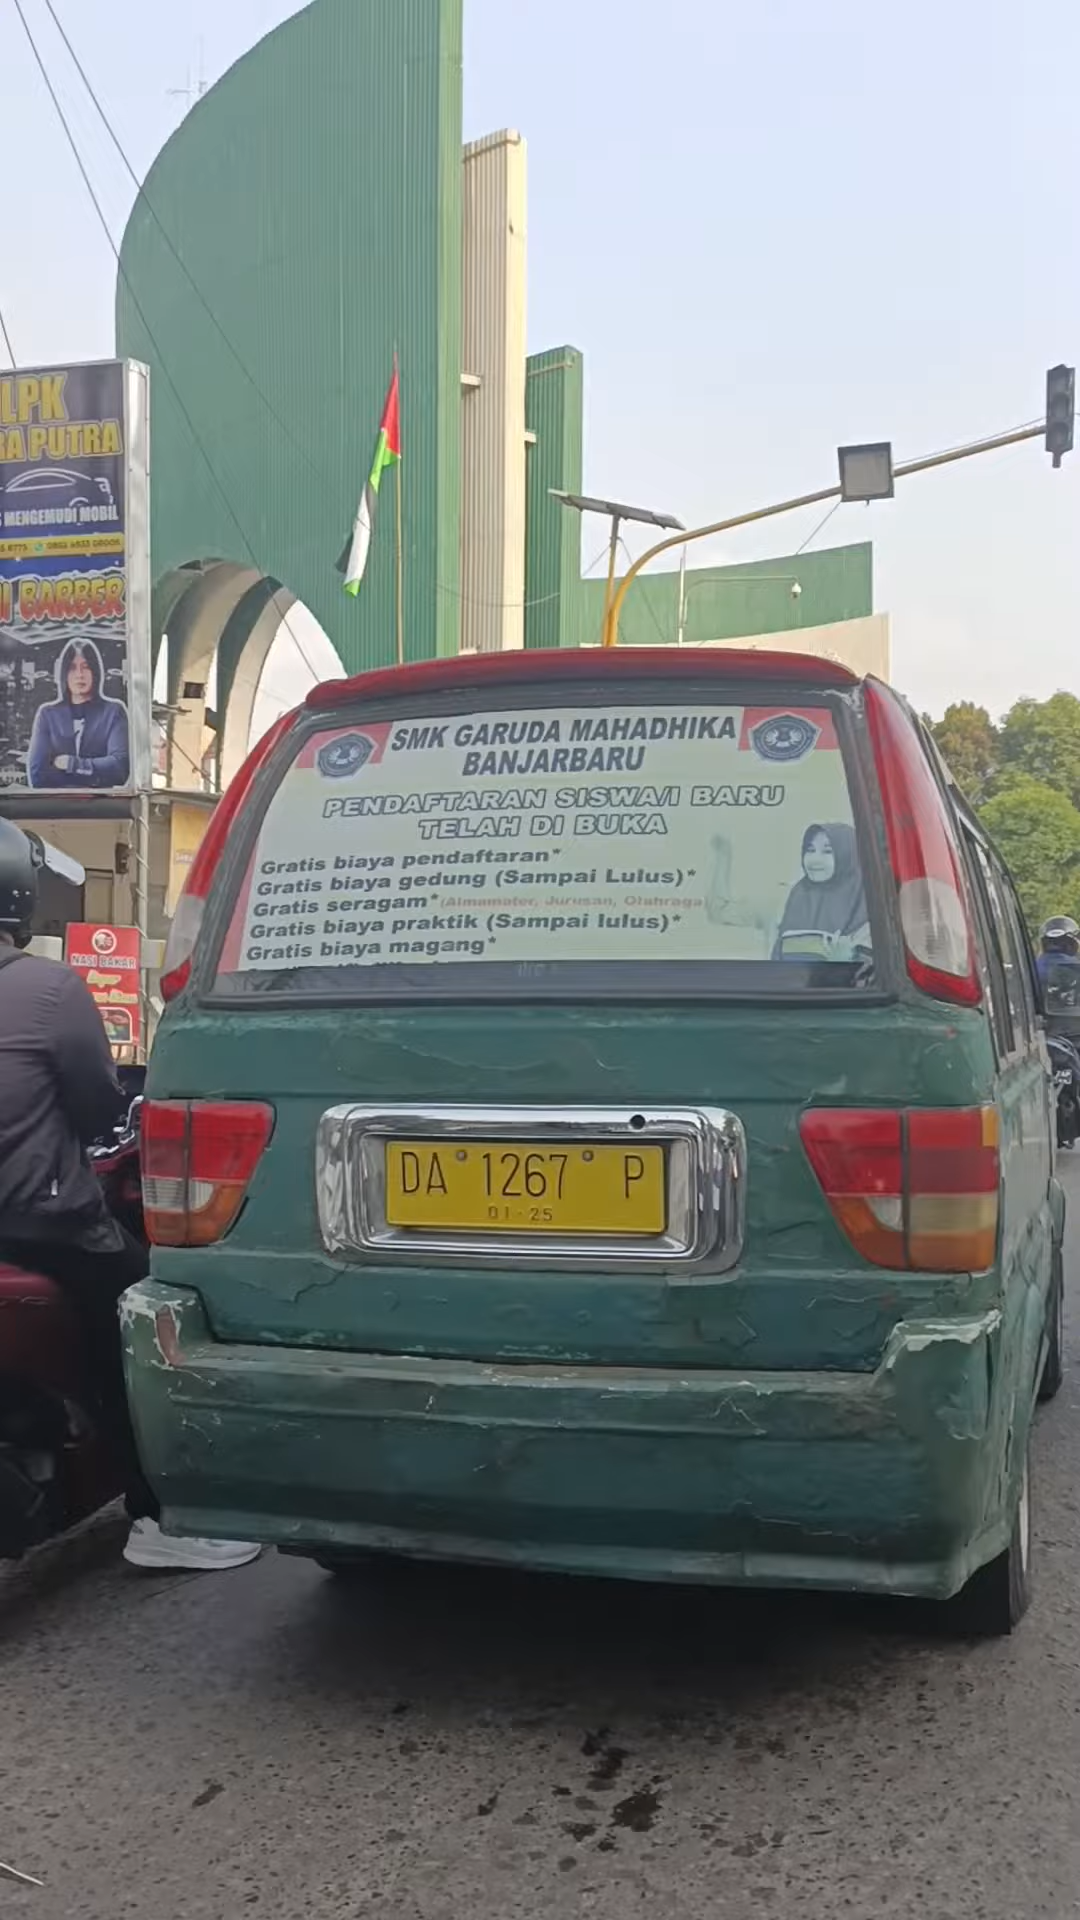 LPK
RA PUTRA
MENGEMUDI MOBIL
BARBER
NASI BAKAR
SMK GARUDA MAHADHIKA
BANJARBARU
PENDAFTARAN SISWA/I BARU
TELAH DI BUKA
Gratis biaya pendaftaran*
Gratis biaya gedung (Sampai Lulus)*
Gratis seragam*(Almamater, Jurusan, Olahraga)
Gratis biaya praktik (Sampai lulus)*
Gratis biaya magang*
DA 1267 P
01·25